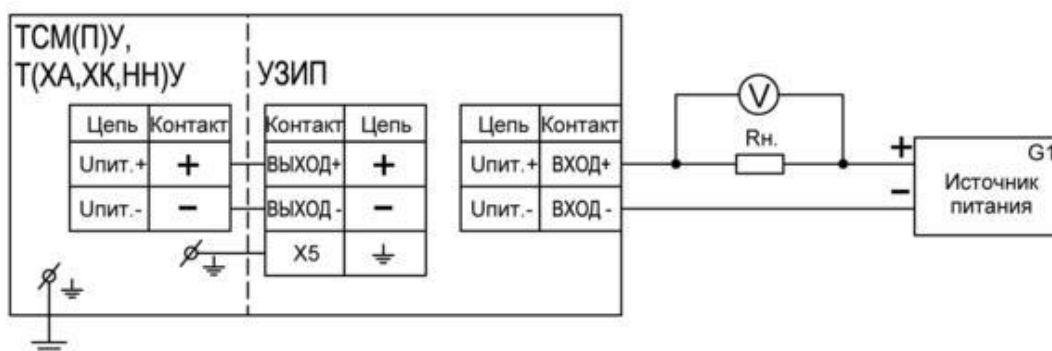 ТСМ(П)У,
Т(ХА,ХК,НН)У
УЗИП
Цепь Контакт
Uпит.+ +
Uпит.- −
Контакт Цепь
ВЫХОД+ +
ВЫХОД - −
X5
Цепь Контакт
Uпит.+ ВХОД+
Uпит.- ВХОД -
V
Rн.
+
−
G1
Источник
питания